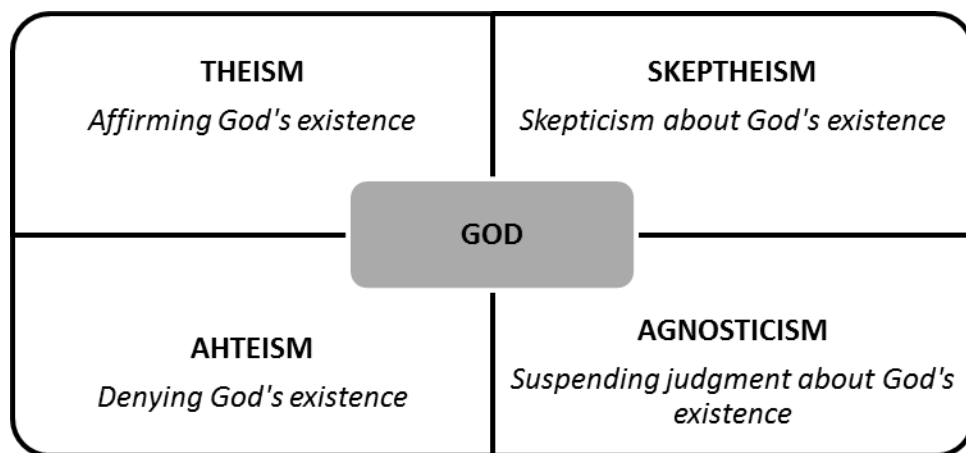 THEISM
Affirming God's existence
SKEPTHEISM
Skepticism about God's existence
GOD
AHTEISM
Denying God's existence
AGNOSTICISM
Suspending judgment about God's
existence